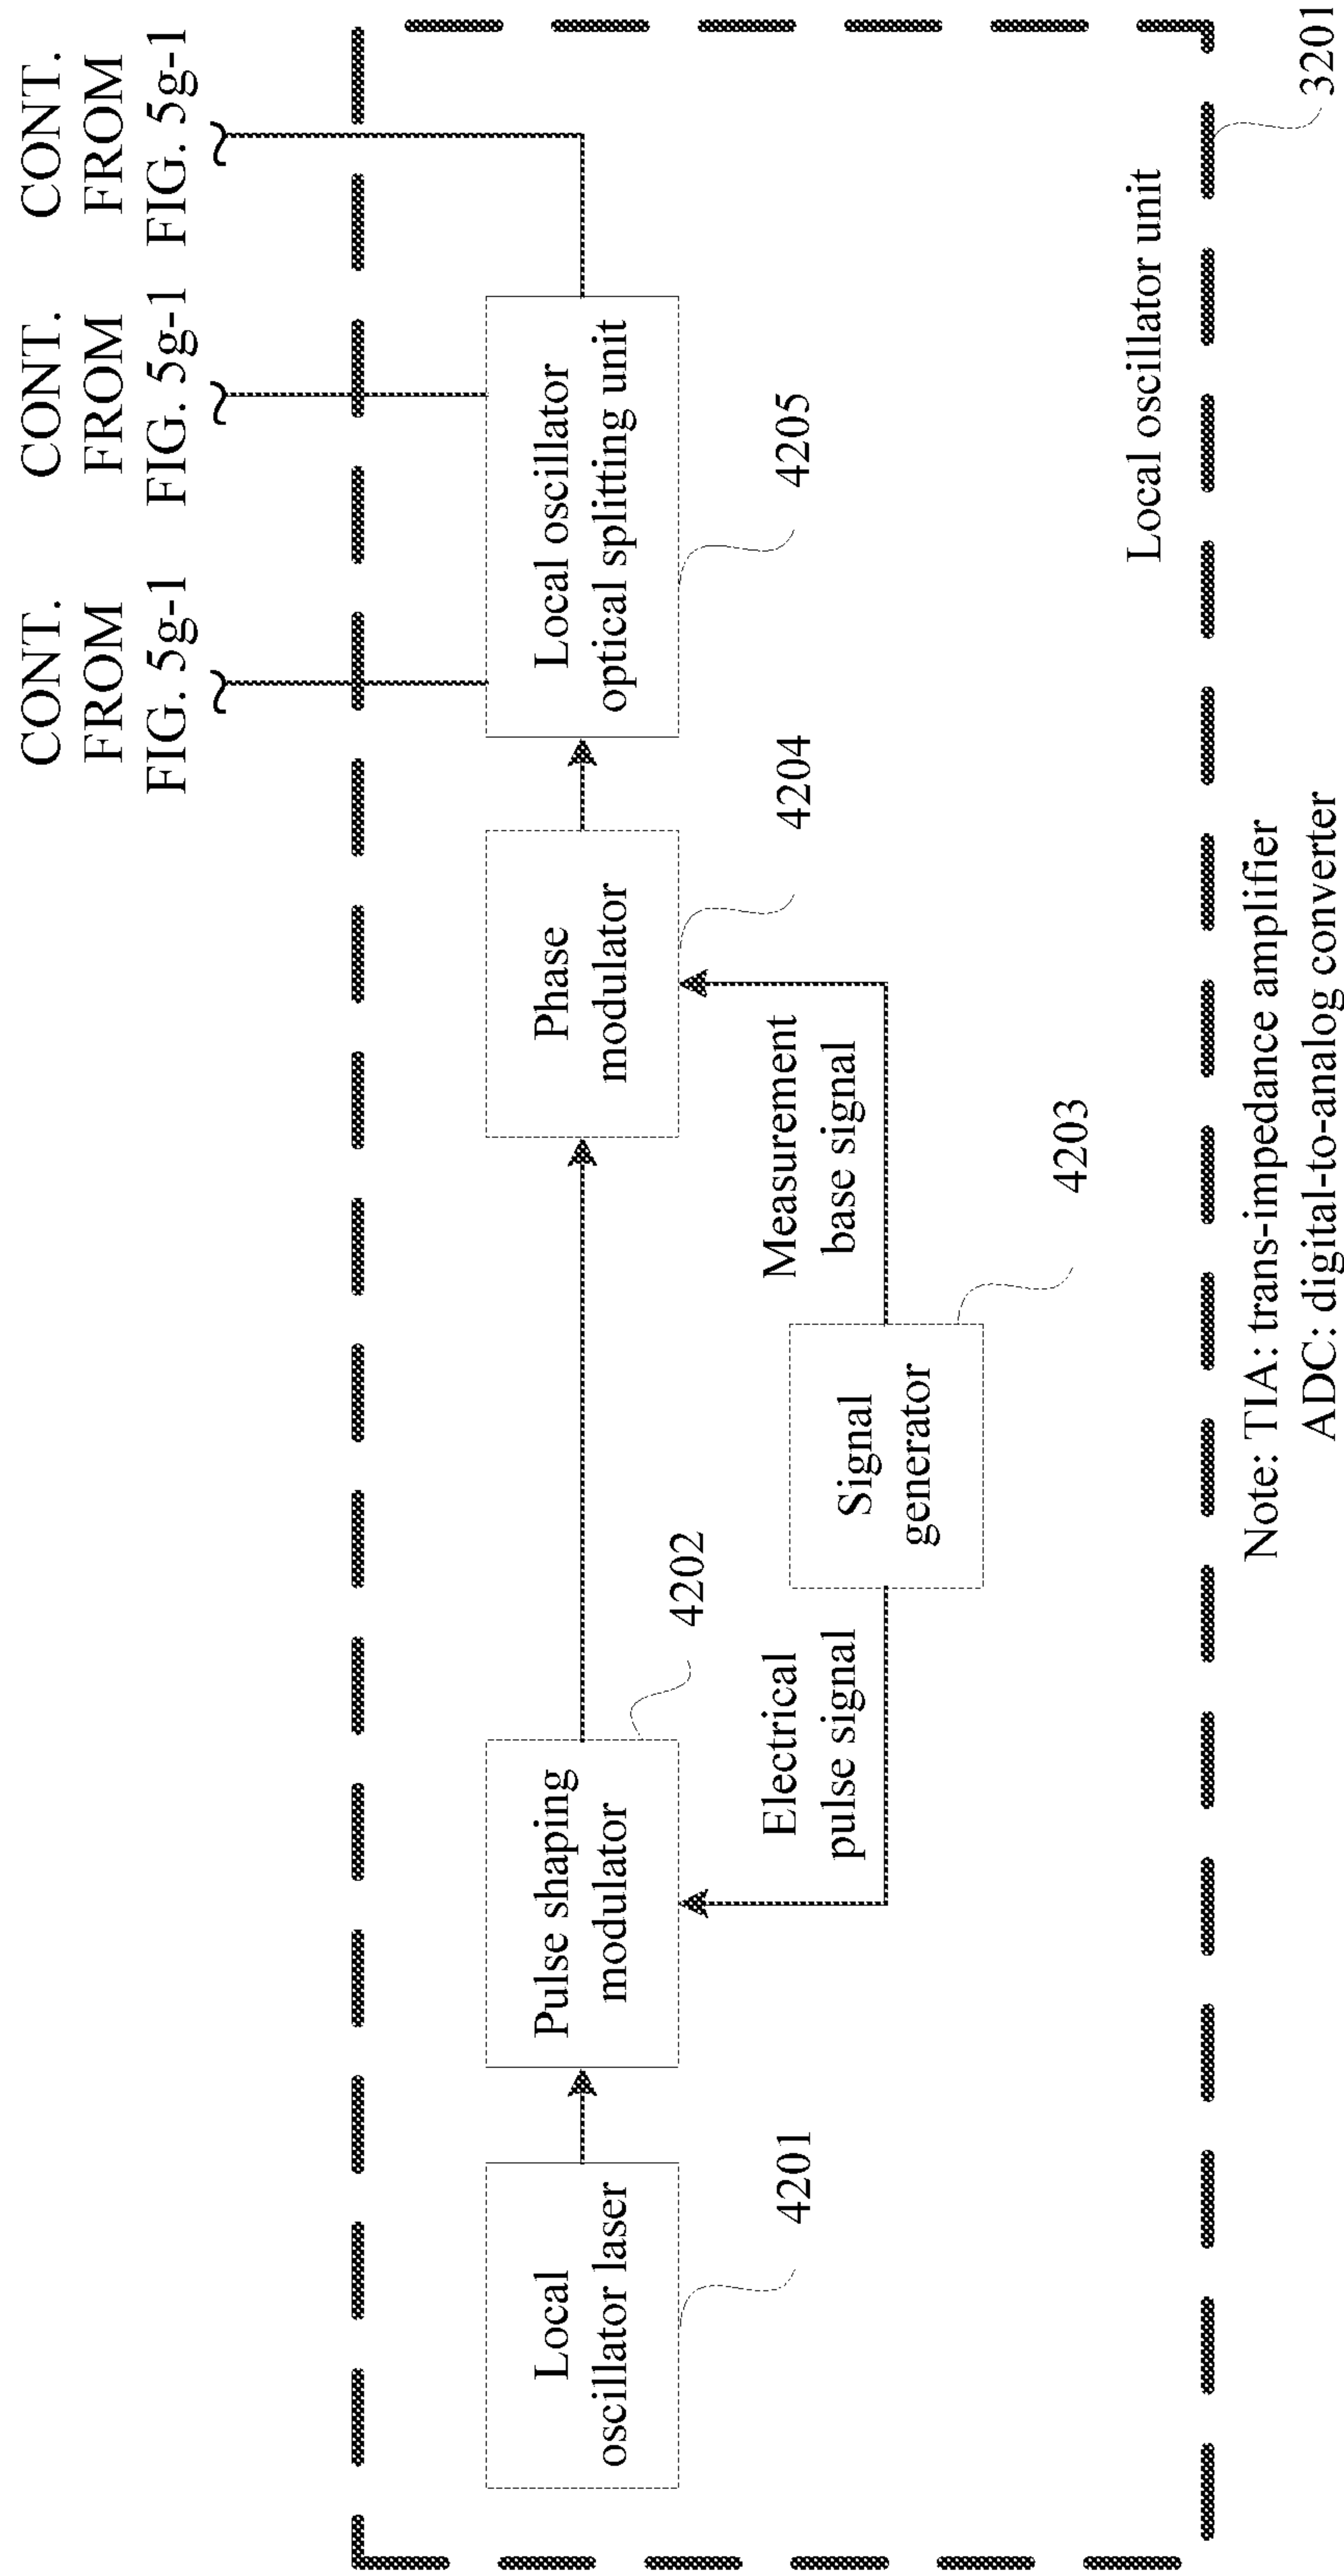 CONT.
FROM
FIG. 5g-1
CONT.
FROM
FIG. 5g-1
CONT.
FROM
FIG. 5g-1
Local
oscillator laser
4201
Pulse shaping
modulator
4202
Phase
modulator
4204
Local oscillator
optical splitting unit
4205
Electrical
pulse signal
Signal
generator
4203
Measurement
base signal
Local oscillator unit
3201
Note: TIA: trans-impedance amplifier
ADC: digital-to-analog converter